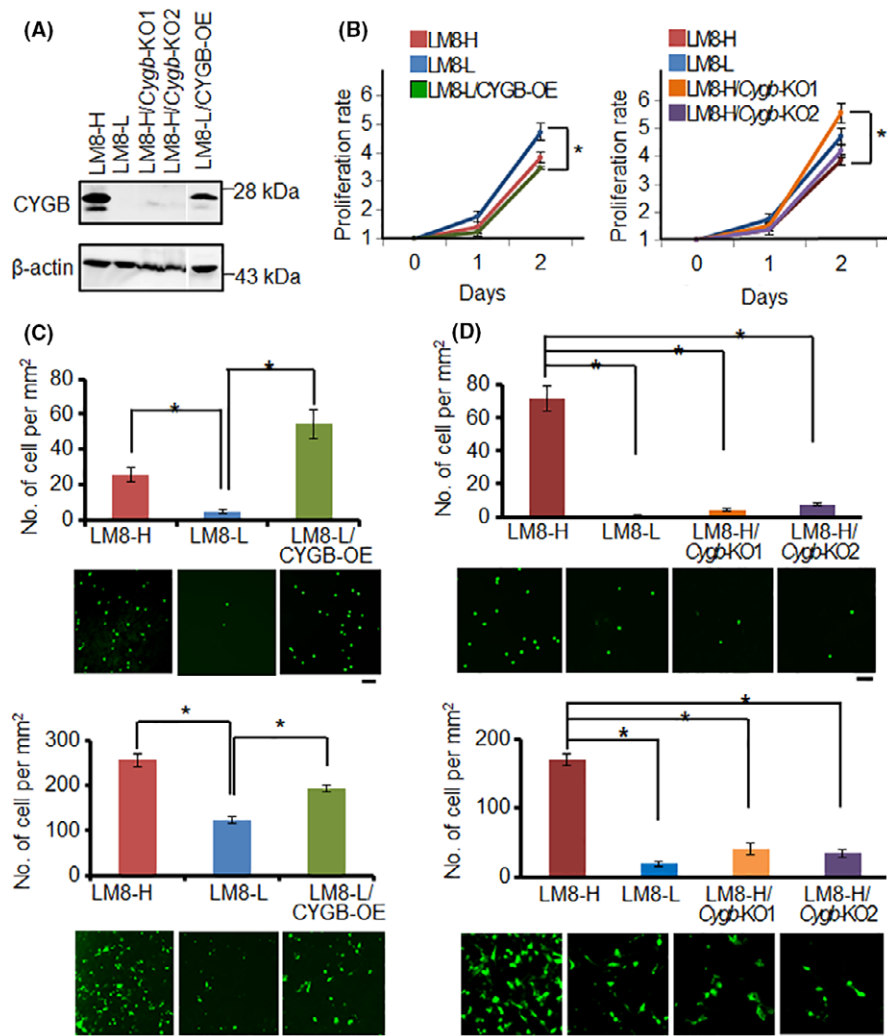 (A)
LM8-H
LM8-L
LM8-H/Cygb-KO1
LM8-H/Cygb-KO2
LM8-L/CYGB-OE
CYGB
28 kDa
β-actin
43 kDa
(B)
LM8-H
LM8-L
LM8-L/CYGB-OE
Proliferation rate
6
5
4
3
2
1
*
0 1 2
Days
LM8-H
LM8-L
LM8-H/Cygb-KO1
LM8-H/Cygb-KO2
Proliferation rate
6
5
4
3
2
1
*
0 1 2
Days
(C)
No. of cell per mm2
80
60
40
20
0
* *
LM8-H LM8-L LM8-L/
CYGB-OE
No. of cell per mm2
300
200
100
0
* *
LM8-H LM8-L LM8-L/
CYGB-OE
(D)
No. of cell per mm2
80
60
40
20
0
* * *
LM8-H LM8-L LM8-H/ LM8-H/
Cygb-KO1 Cygb-KO2
No. of cell per mm2
200
100
0
* * *
LM8-H LM8-L LM8-H/ LM8-H/
Cygb-KO1 Cygb-KO2